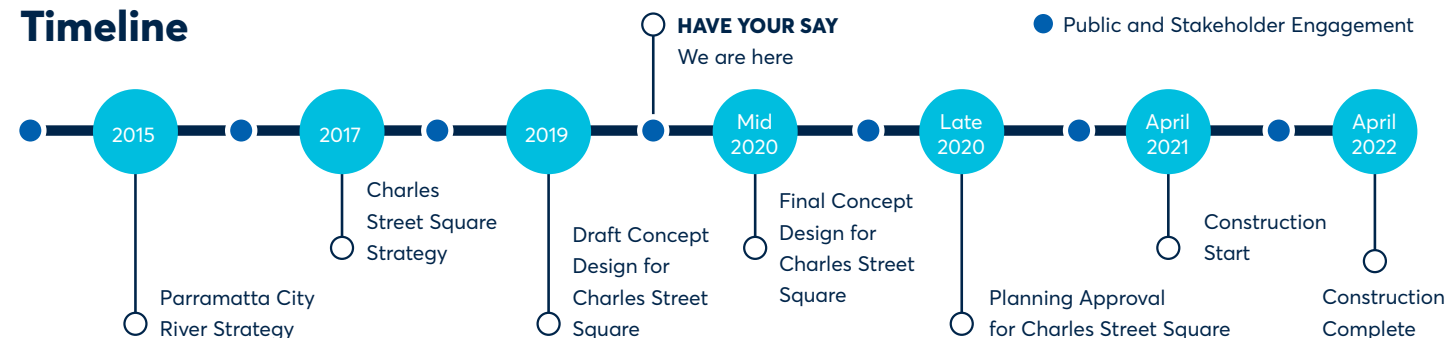 Timeline
HAVE YOUR SAY
We are here
Public and Stakeholder Engagement
2015
2017
2019
Mid
2020
Late
2020
April
2021
April
2022
Parramatta City
River Strategy
Charles
Street Square
Strategy
Draft Concept
Design for
Charles Street
Square
Final Concept
Design for
Charles Street
Square
Planning Approval
for Charles Street Square
Construction
Start
Construction
Complete